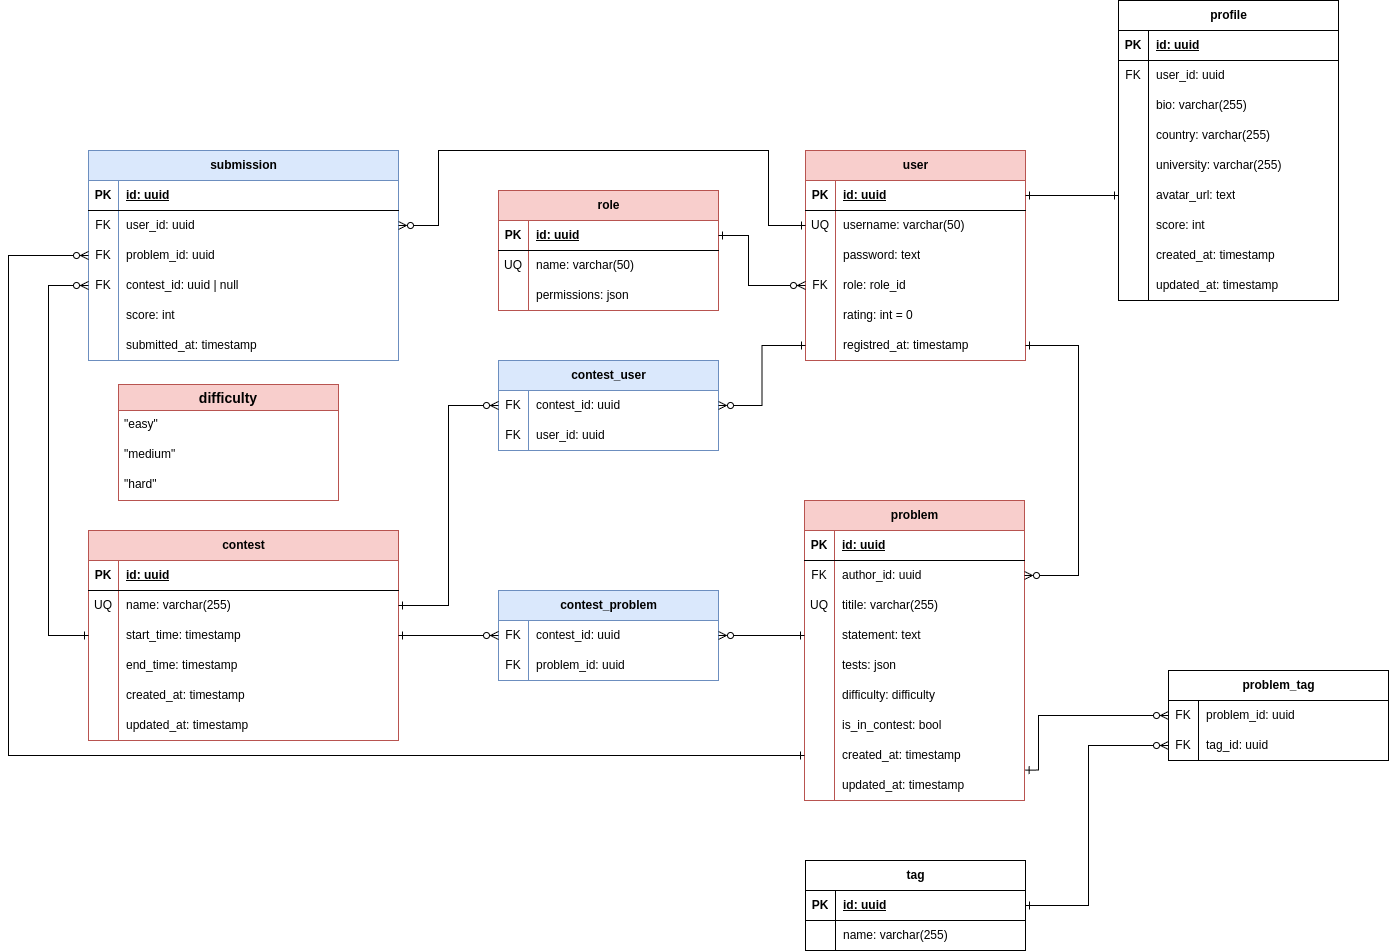 profile
PK id: uuid
FK user_id: uuid
bio: varchar(255)
country: varchar(255)
university: varchar(255)
avatar_url: text
score: int
created_at: timestamp
updated_at: timestamp
submission
PK id: uuid
FK user_id: uuid
FK problem_id: uuid
FK contest_id: uuid | null
score: int
submitted_at: timestamp
role
PK id: uuid
UQ name: varchar(50)
permissions: json
user
PK id: uuid
UQ username: varchar(50)
password: text
FK role: role_id
rating: int = 0
registred_at: timestamp
contest_user
FK contest_id: uuid
FK user_id: uuid
difficulty
"easy"
"medium"
"hard"
contest
PK id: uuid
UQ name: varchar(255)
start_time: timestamp
end_time: timestamp
created_at: timestamp
updated_at: timestamp
contest_problem
FK contest_id: uuid
FK problem_id: uuid
problem
PK id: uuid
FK author_id: uuid
UQ titile: varchar(255)
statement: text
tests: json
difficulty: difficulty
is_in_contest: bool
created_at: timestamp
updated_at: timestamp
problem_tag
FK problem_id: uuid
FK tag_id: uuid
tag
PK id: uuid
name: varchar(255)